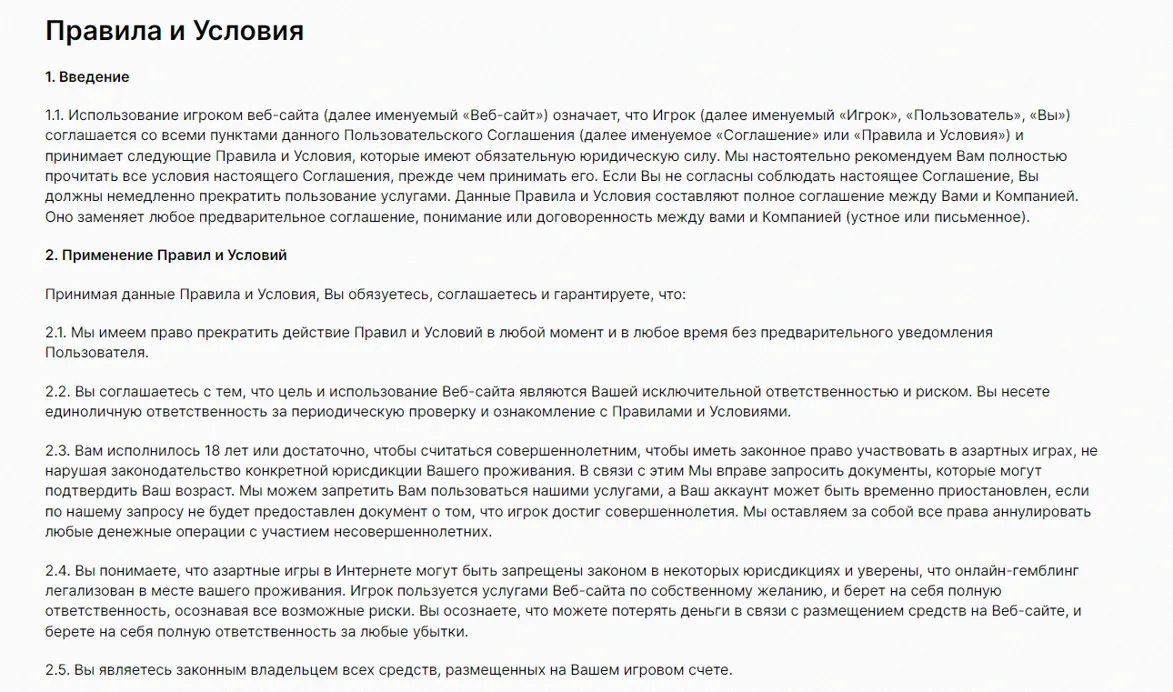 Правила и Условия
1. Введение
1.1. Использование игроком веб-сайта (далее именуемый «Веб-сайт») означает, что Игрок (далее именуемый «Игрок», «Пользователь», «Вы»)
соглашается со всеми пунктами данного Пользовательского Соглашения (далее именуемое «Соглашение» или «Правила и Условия») и
принимает следующие Правила и Условия, которые имеют обязательную юридическую силу. Мы настоятельно рекомендуем Вам полностью
прочитать все условия настоящего Соглашения, прежде чем принимать его. Если Вы не согласны соблюдать настоящее Соглашение, Вы
должны немедленно прекратить пользование услугами. Данные Правила и Условия составляют полное соглашение между Вами и Компанией.
Оно заменяет любое предварительное соглашение, понимание или договоренность между вами и Компанией (устное или письменное).
2. Применение Правил и Условий
Принимая данные Правила и Условия, Вы обязуетесь, соглашаетесь и гарантируете, что:
2.1. Мы имеем право прекратить действие Правил и Условий в любой момент и в любое время без предварительного уведомления
Пользователя.
2.2. Вы соглашаетесь с тем, что цель и использование Веб-сайта являются Вашей исключительной ответственностью и риском. Вы несете
единоличную ответственность за периодическую проверку и ознакомление с Правилами и Условиями.
2.3. Вам исполнилось 18 лет или достаточно, чтобы считаться совершеннолетним, чтобы иметь законное право участвовать в азартных играх, не
нарушая законодательство конкретной юрисдикции Вашего проживания. В связи с этим Мы вправе запросить документы, которые могут
подтвердить Ваш возраст. Мы можем запретить Вам пользоваться нашими услугами, а Ваш аккаунт может быть временно приостановлен, если
по нашему запросу не будет предоставлен документ о том, что игрок достиг совершеннолетия. Мы оставляем за собой все права аннулировать
любые денежные операции с участием несовершеннолетних.
2.4. Вы понимаете, что азартные игры в Интернете могут быть запрещены законом в некоторых юрисдикциях и уверены, что онлайн-гемблинг
легализован в месте вашего проживания. Игрок пользуется услугами Веб-сайта по собственному желанию, и берет на себя полную
ответственность, осознавая все возможные риски. Вы осознаете, что можете потерять деньги в связи с размещением средств на Веб-сайте, и
берете на себя полную ответственность за любые убытки.
2.5. Вы являетесь законным владельцем всех средств, размещенных на Вашем игровом счете.